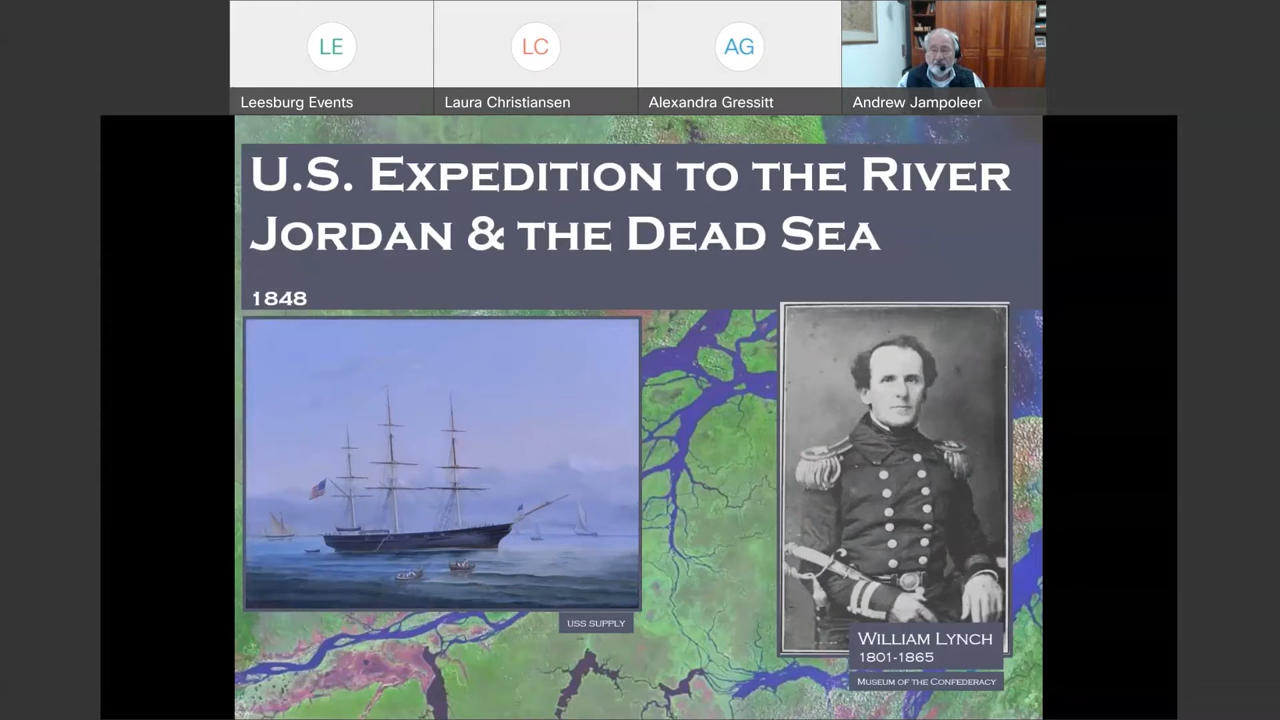 LE
LC
AG
Leesburg Events
Laura Christiansen
Alexandra Gressitt
Andrew Jampoleer
U.S. Expedition to the River
Jordan & the Dead Sea
1848
USS Supply
William Lynch
1801-1865
Museum of the Confederacy